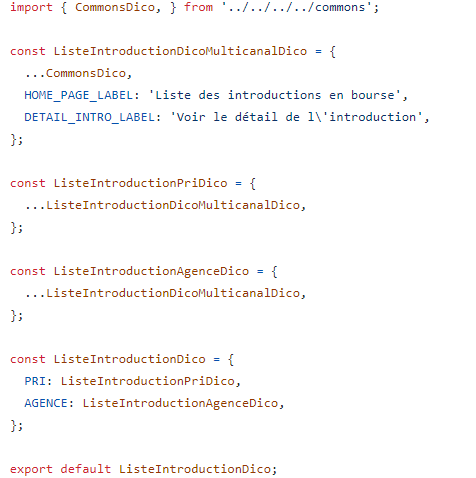 import { CommonsDico, } from '../../../../commons';
const ListeIntroductionDicoMulticanalDico = {
...CommonsDico,
HOME_PAGE_LABEL: 'Liste des introductions en bourse',
DETAIL_INTRO_LABEL: 'Voir le détail de l\'introduction',
};
const ListeIntroductionPriDico = {
...ListeIntroductionDicoMulticanalDico,
};
const ListeIntroductionAgenceDico = {
...ListeIntroductionDicoMulticanalDico,
};
const ListeIntroductionDico = {
PRI: ListeIntroductionPriDico,
AGENCE: ListeIntroductionAgenceDico,
};
export default ListeIntroductionDico;